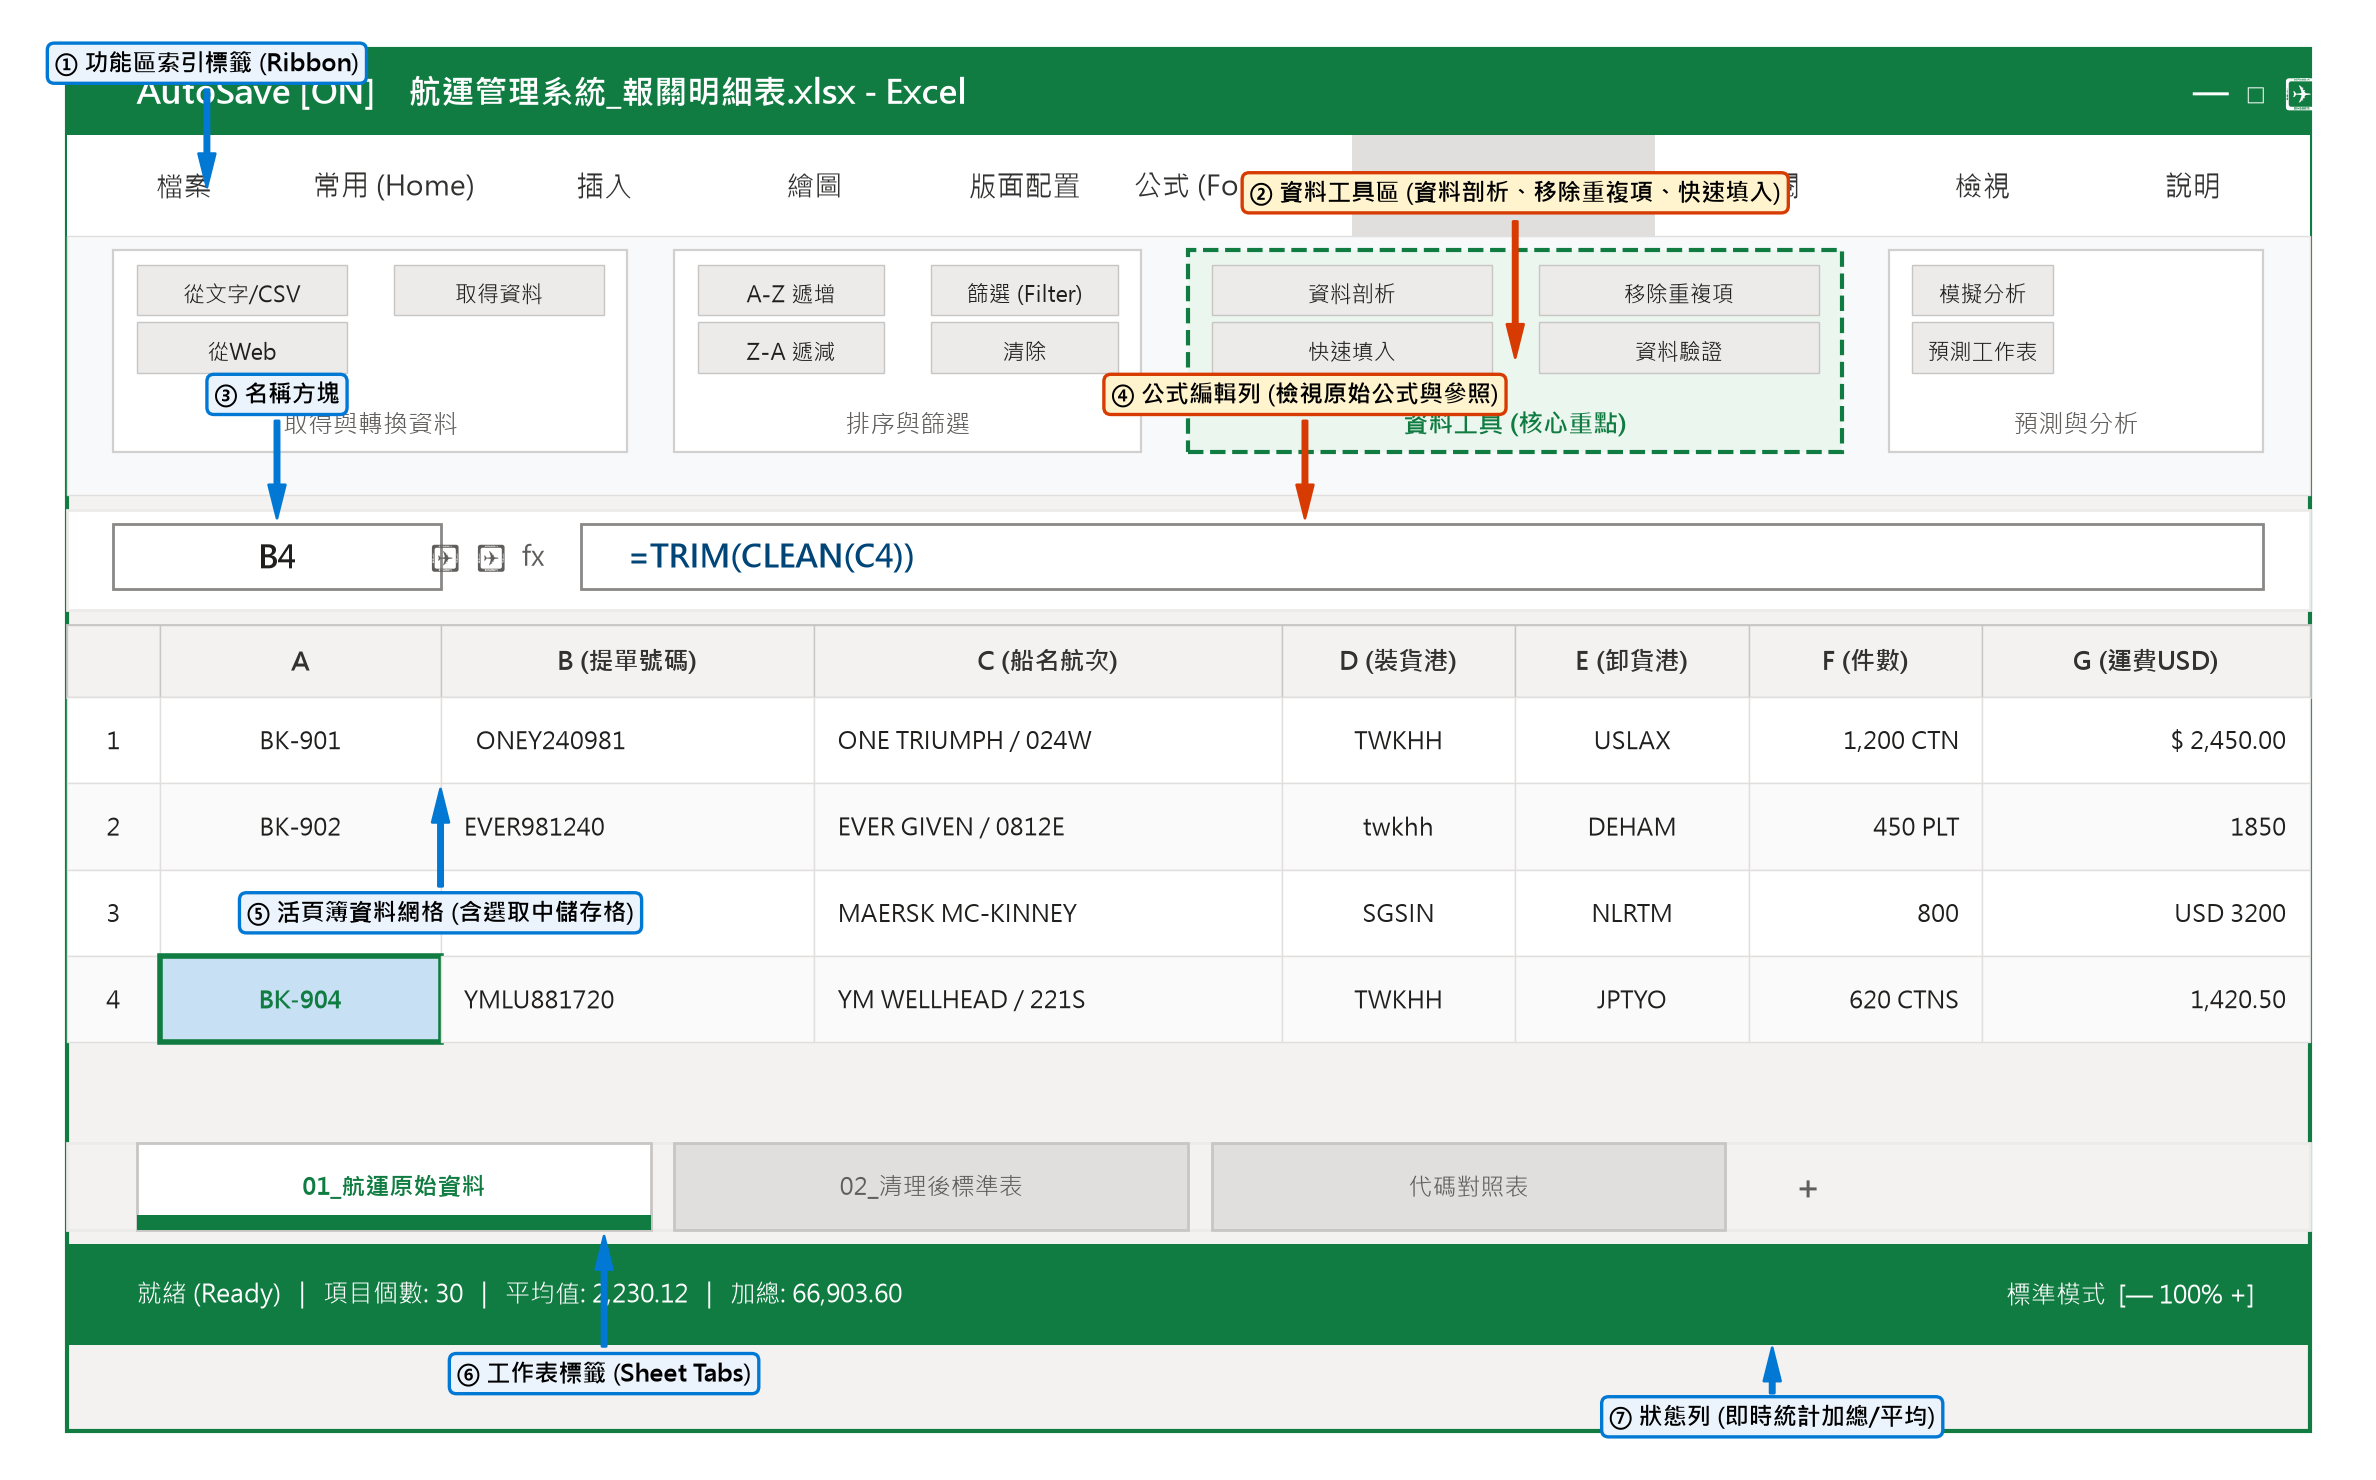 ① 功能區索引標籤 (Ribbon)
AutoSave [ON] 航運管理系統_報關明細表.xlsx - Excel
檔案 常用 (Home) 插入 繪圖 版面配置 公式 (Fo 檢視 說明
② 資料工具區 (資料剖析、移除重複項、快速填入)
從文字/CSV 取得資料 A-Z 遞增 篩選 (Filter) 資料剖析 移除重複項 模擬分析
從Web Z-A 遞減 清除 快速填入 資料驗證 預測工作表
③ 名稱方塊 ④ 公式編輯列 (檢視原始公式與參照)
取得與轉換資料 排序與篩選 資料工具 (核心重點) 預測與分析
B4 fx =TRIM(CLEAN(C4))
A B (提單號碼) C (船名航次) D (裝貨港) E (卸貨港) F (件數) G (運費USD)
1 BK-901 ONEY240981 ONE TRIUMPH / 024W TWKHH USLAX 1,200 CTN $ 2,450.00
2 BK-902 EVER981240 EVER GIVEN / 0812E twkhh DEHAM 450 PLT 1850
3 MAERSK MC-KINNEY SGSIN NLRTM 800 USD 3200
⑤ 活頁簿資料網格 (含選取中儲存格)
4 BK-904 YMLU881720 YM WELLHEAD / 221S TWKHH JPTYO 620 CTNS 1,420.50
01_航運原始資料 02_清理後標準表 代碼對照表 +
就緒 (Ready) | 項目個數: 30 | 平均值: 2,230.12 | 加總: 66,903.60 標準模式 [— 100% +]
⑥ 工作表標籤 (Sheet Tabs)
⑦ 狀態列 (即時統計加總/平均)